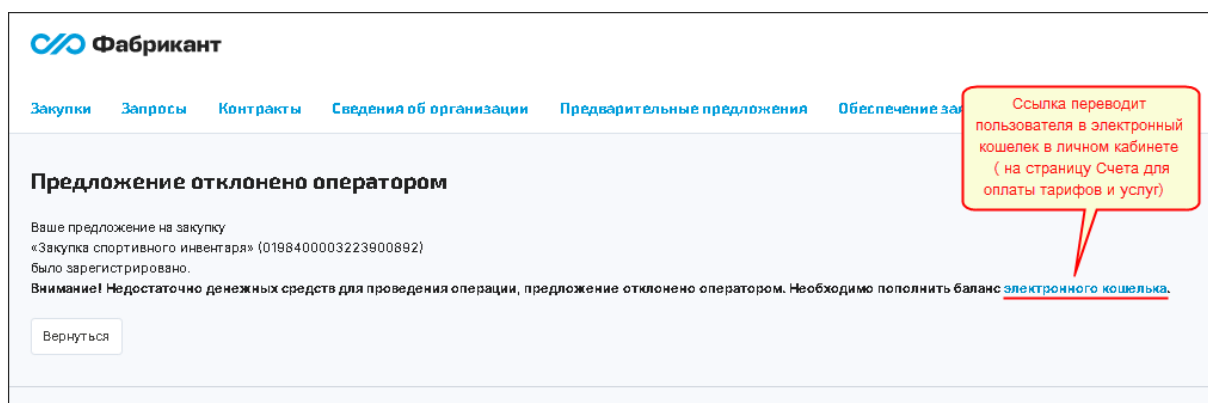 Фабрикант
Закупки Запросы Контракты Сведения об организации Предварительные предложения Обеспечение
Ссылка переводит
пользователя в электронный
кошелек в личном кабинете
( на страницу Счета для
оплаты тарифов и услуг)
Предложение отклонено оператором
Ваше предложение на закупку
«Закупка спортивного инвентаря» (0198400003223900892)
было зарегистрировано.
Внимание! Недостаточно денежных средств для проведения операции, предложение отклонено оператором. Необходимо пополнить баланс электронного кошелька.
Вернуться